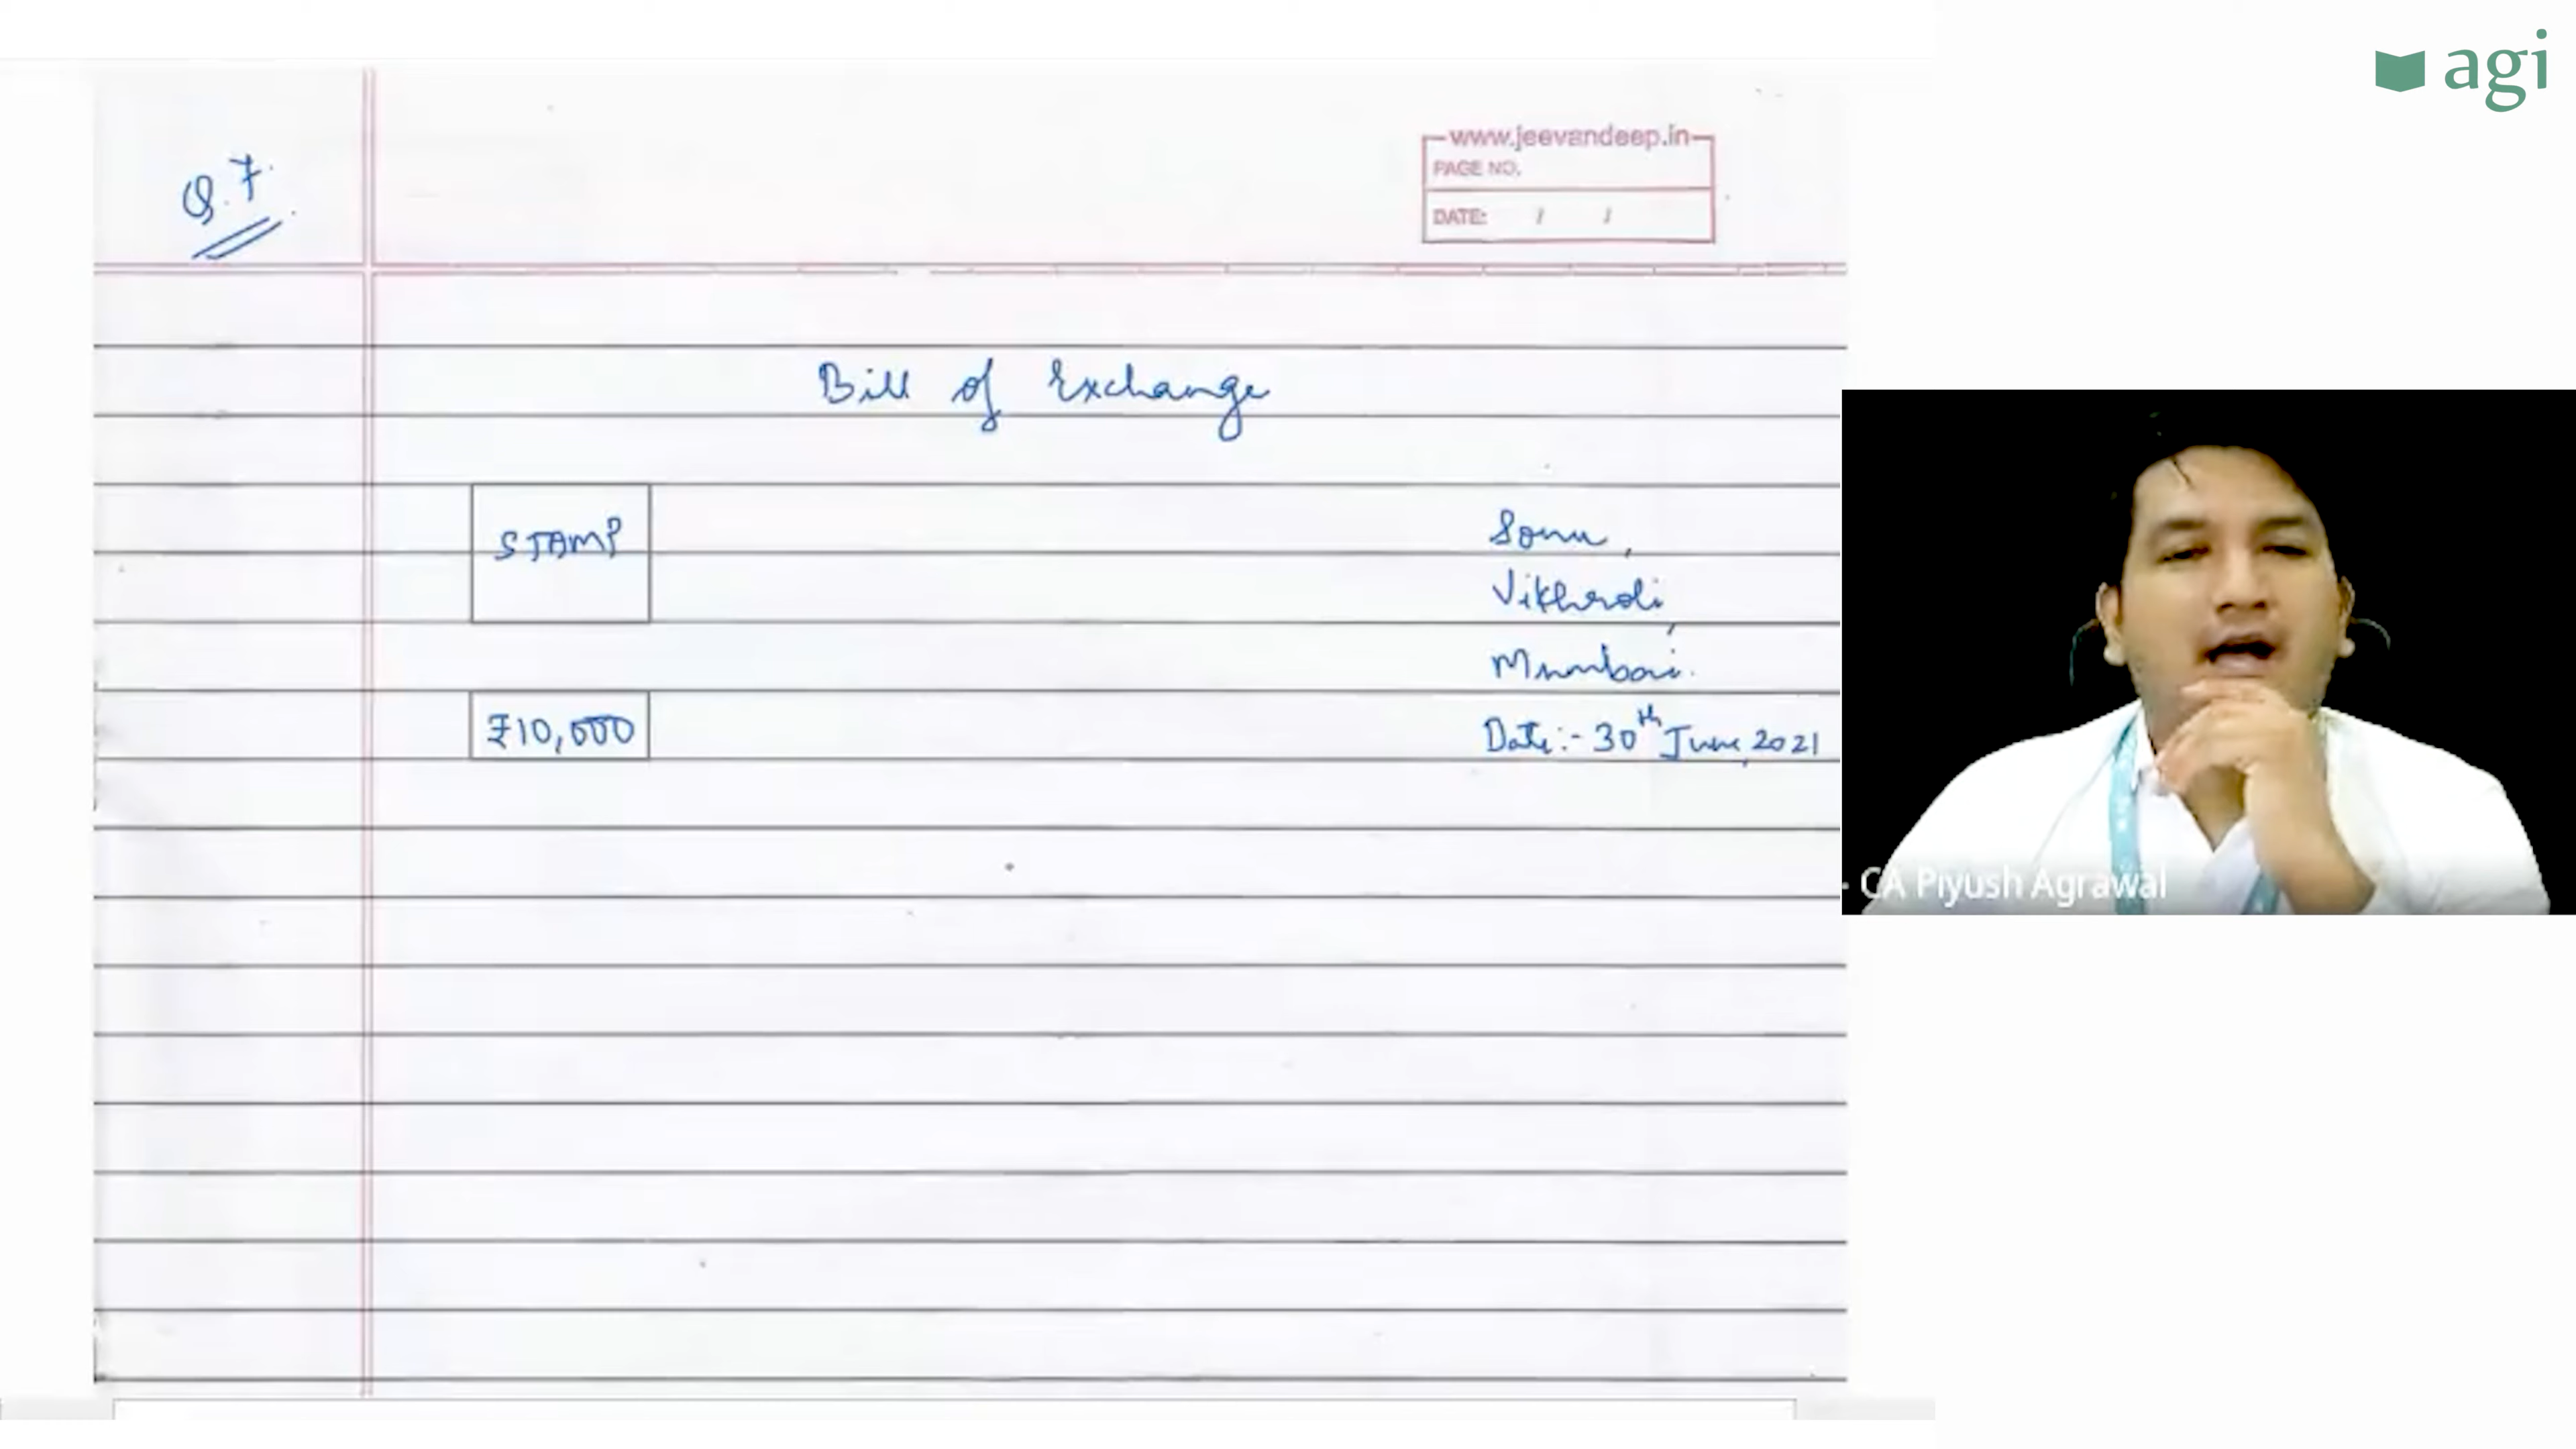 agi
www.jeevandeep.in
PAGE NO.
DATE: / /
Q.7.
Bill of Exchange
STAMP
Sonu,
Vikhroli,
Mumbai.
₹10,000
Date:- 30th June, 2021
- CA Piyush Agrawal